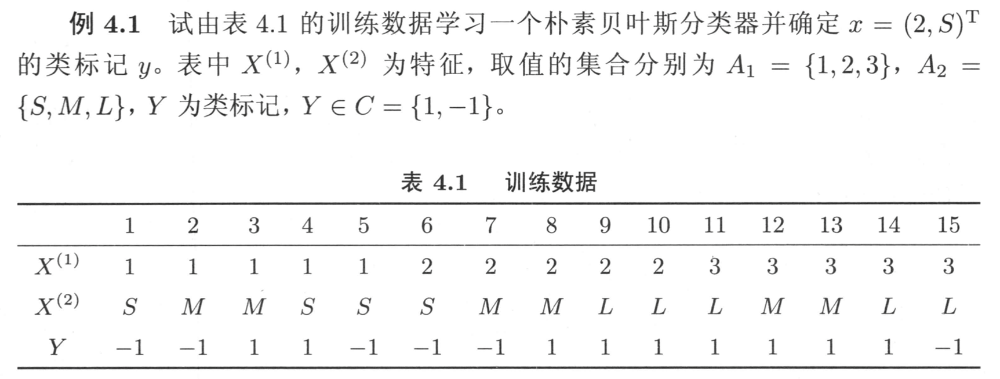 例 4.1 试由表 4.1 的训练数据学习一个朴素贝叶斯分类器并确定 x = (2, S)ᵀ
的类标记 y。表中 X⁽¹⁾，X⁽²⁾ 为特征，取值的集合分别为 A₁ = {1, 2, 3}，A₂ =
{S, M, L}，Y 为类标记，Y ∈ C = {1, −1}。
表 4.1 训练数据
1 2 3 4 5 6 7 8 9 10 11 12 13 14 15
X⁽¹⁾ 1 1 1 1 1 2 2 2 2 2 3 3 3 3 3
X⁽²⁾ S M M S S S M M L L L M M L L
Y −1 −1 1 1 −1 −1 −1 1 1 1 1 1 1 1 −1